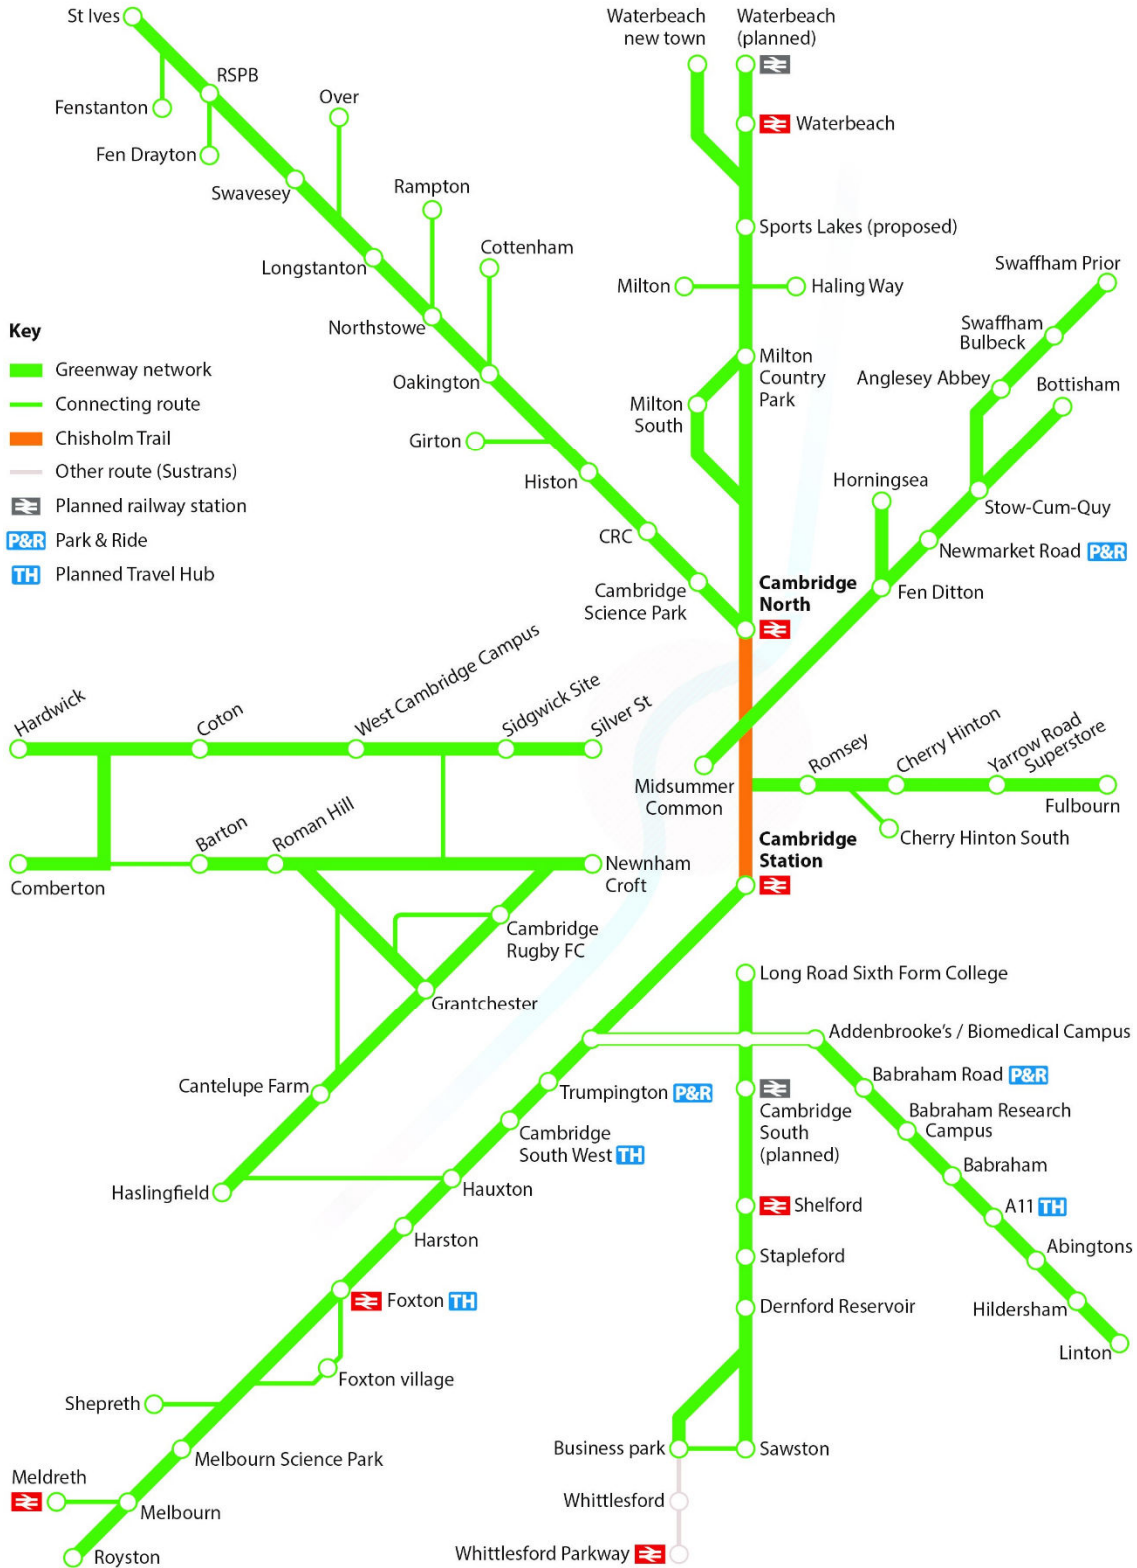 St Ives
Fenstanton
RSPB
Fen Drayton
Over
Swavesey
Rampton
Longstanton
Cottenham
Northstowe
Oakington
Girton
Histon
CRC
Cambridge
Science Park
Waterbeach
new town
Waterbeach
(planned)
Waterbeach
Sports Lakes (proposed)
Milton
Haling Way
Milton
Country
Park
Milton
South
Swaffham Prior
Swaffham
Bulbeck
Anglesey Abbey
Bottisham
Horningsea
Stow-Cum-Quy
Newmarket Road P&R
Fen Ditton
Cambridge
North
Key
Greenway network
Connecting route
Chisholm Trail
Other route (Sustrans)
Planned railway station
P&R Park & Ride
TH Planned Travel Hub
Hardwick
Coton
West Cambridge Campus
Sidgwick Site
Silver St
Midsummer
Common
Romsey
Cherry Hinton
Yarrow Road
Superstore
Fulbourn
Cherry Hinton South
Cambridge
Station
Comberton
Barton
Roman Hill
Newnham
Croft
Cambridge
Rugby FC
Grantchester
Cantelupe Farm
Haslingfield
Long Road Sixth Form College
Addenbrooke's / Biomedical Campus
Trumpington P&R
Cambridge
South West TH
Hauxton
Harston
Foxton TH
Foxton village
Shepreth
Melbourn Science Park
Meldreth
Melbourn
Royston
Babraham Road P&R
Babraham Research
Campus
Babraham
A11 TH
Abingtons
Hildersham
Linton
Cambridge
South
(planned)
Shelford
Stapleford
Dernford Reservoir
Business park
Sawston
Whittlesford
Whittlesford Parkway